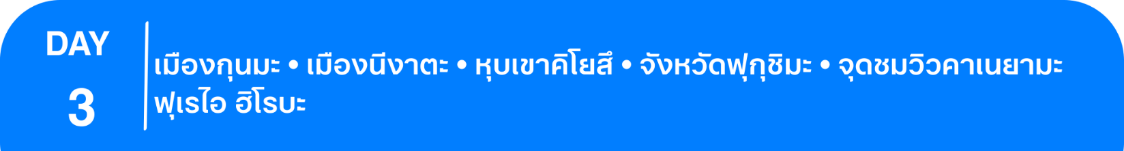 DAY
3
เมืองกุนมะ • เมืองนีงาตะ • หุบเขาคิโยสึ • จังหวัดฟุกุชิมะ • จุดชมวิวคาเนยามะ
ฟุเรไอ ฮิโรบะ